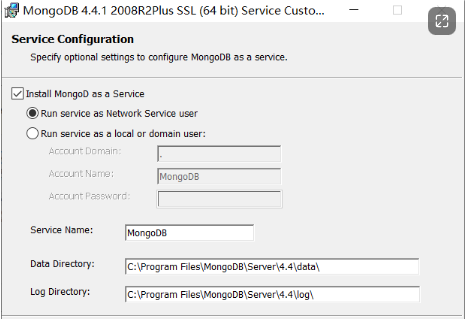 MongoDB 4.4.1 2008R2Plus SSL (64 bit) Service Custo...
Service Configuration
Specify optional settings to configure MongoDB as a service.
Install MongoD as a Service
Run service as Network Service user
Run service as a local or domain user:
Account Domain: .
Account Name: MongoDB
Account Password:
Service Name: MongoDB
Data Directory: C:\Program Files\MongoDB\Server\4.4\data\
Log Directory: C:\Program Files\MongoDB\Server\4.4\log\